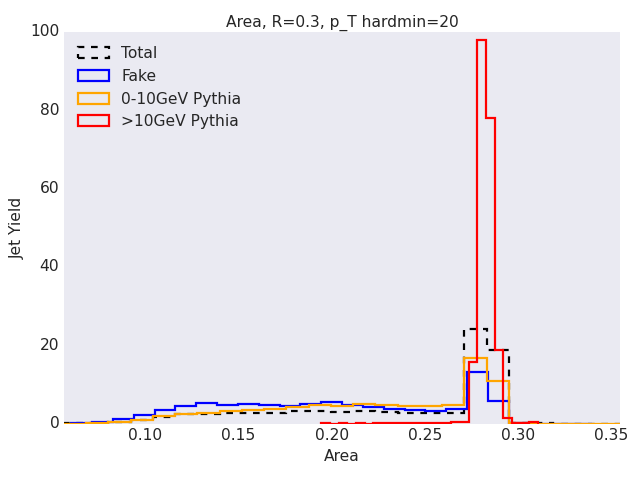 Area, R=0.3, p_T hardmin=20
100
80
60
40
20
0
Jet Yield
Total
Fake
0-10GeV Pythia
>10GeV Pythia
0.10
0.15
0.20
0.25
0.30
0.35
Area